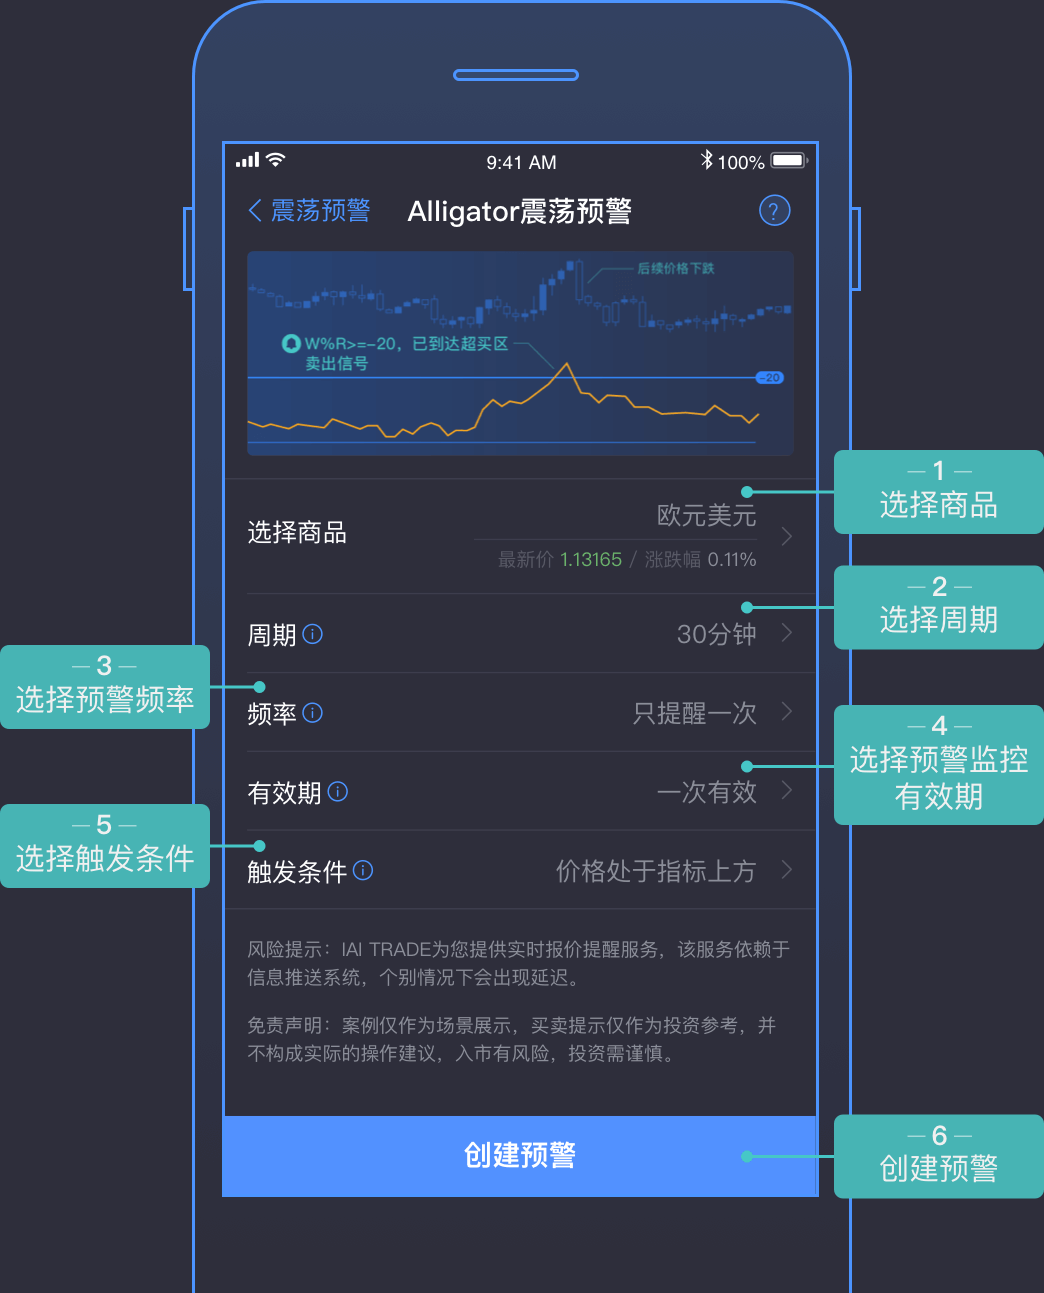 9:41 AM
100%
震荡预警
Alligator震荡预警
?
后续价格下跌
W%R>=-20，已到达超买区
卖出信号
-20
— 1 —
选择商品
选择商品
欧元美元
最新价 1.13165 / 涨跌幅 0.11%
— 2 —
选择周期
周期
30分钟
— 3 —
选择预警频率
频率
只提醒一次
— 4 —
选择预警监控
有效期
有效期
一次有效
— 5 —
选择触发条件
触发条件
价格处于指标上方
风险提示：IAI TRADE为您提供实时报价提醒服务，该服务依赖于
信息推送系统，个别情况下会出现延迟。
免责声明：案例仅作为场景展示，买卖提示仅作为投资参考，并
不构成实际的操作建议，入市有风险，投资需谨慎。
创建预警
— 6 —
创建预警